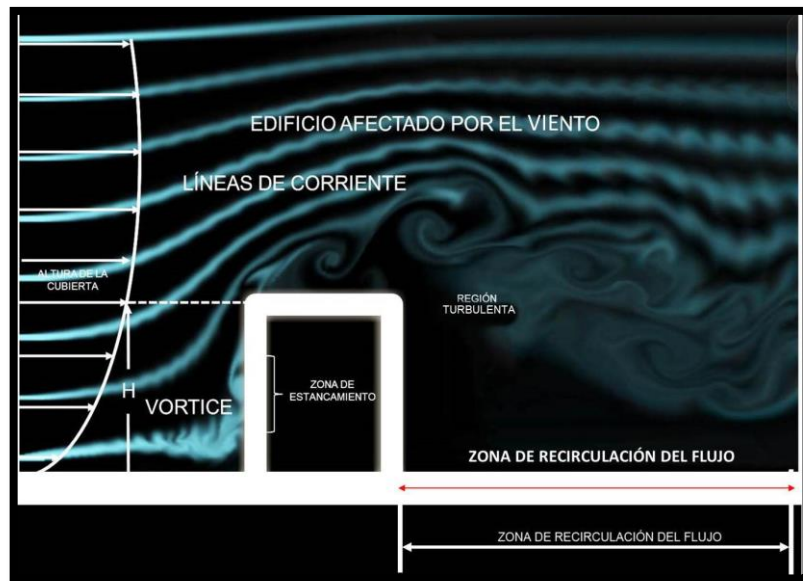 EDIFICIO AFECTADO POR EL VIENTO
LÍNEAS DE CORRIENTE
ALTURA DE LA
CUBIERTA
REGIÓN
TURBULENTA
H
VORTICE
ZONA DE
ESTANCAMIENTO
ZONA DE RECIRCULACIÓN DEL FLUJO
ZONA DE RECIRCULACIÓN DEL FLUJO